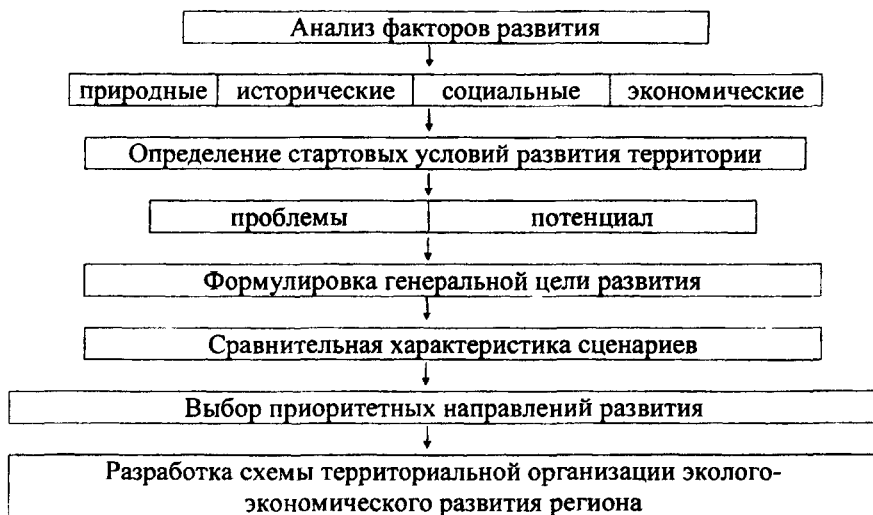 Анализ факторов развития
природные исторические социальные экономические
Определение стартовых условий развития территории
проблемы потенциал
Формулировка генеральной цели развития
Сравнительная характеристика сценариев
Выбор приоритетных направлений развития
Разработка схемы территориальной организации эколого-
экономического развития региона